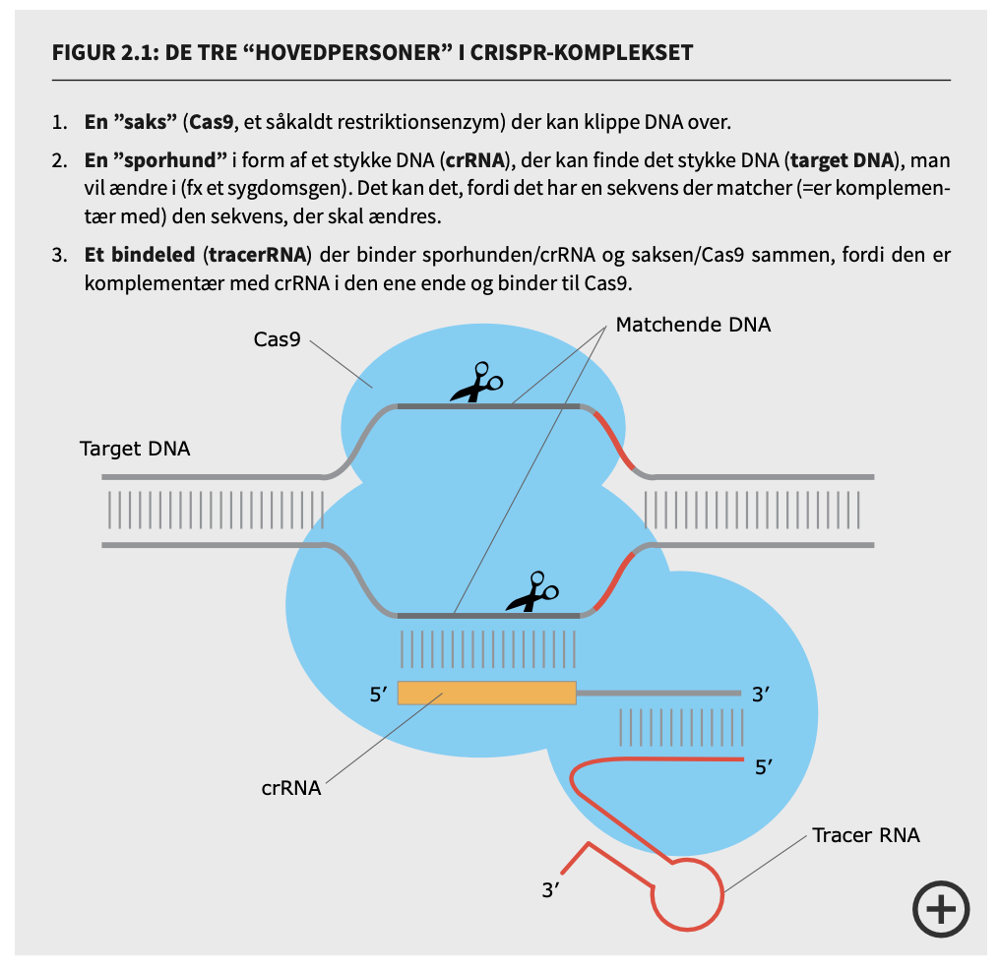 FIGUR 2.1: DE TRE “HOVEDPERSONER” I CRISPR-KOMPLEKSET
1. En ”saks” (Cas9, et såkaldt restriktionsenzym) der kan klippe DNA over.
2. En ”sporhund” i form af et stykke DNA (crRNA), der kan finde det stykke DNA (target DNA), man
vil ændre i (fx et sygdomsgen). Det kan det, fordi det har en sekvens der matcher (=er komplemen-
tær med) den sekvens, der skal ændres.
3. Et bindeled (tracerRNA) der binder sporhunden/crRNA og saksen/Cas9 sammen, fordi den er
komplementær med crRNA i den ene ende og binder til Cas9.
Matchende DNA
Cas9
Target DNA
5’
3’
5’
crRNA
Tracer RNA
3’